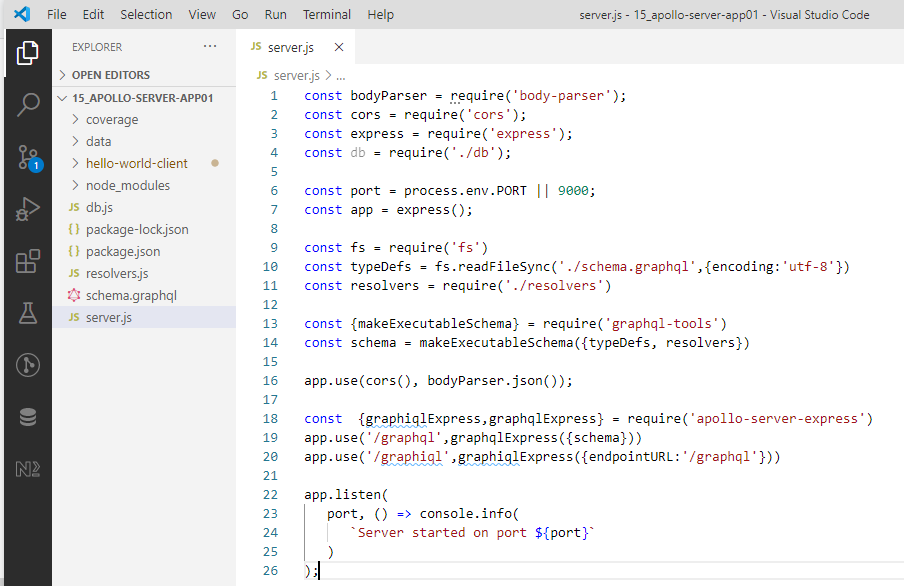 File Edit Selection View Go Run Terminal Help server.js - 15_apollo-server-app01 - Visual Studio Code
EXPLORER ...
OPEN EDITORS
15_APOLLO-SERVER-APP01
coverage
data
hello-world-client
node_modules
JS db.js
{} package-lock.json
{} package.json
JS resolvers.js
schema.graphql
JS server.js
1
JS server.js ×
JS server.js > ...
1 const bodyParser = require('body-parser');
2 const cors = require('cors');
3 const express = require('express');
4 const db = require('./db');
5
6 const port = process.env.PORT || 9000;
7 const app = express();
8
9 const fs = require('fs')
10 const typeDefs = fs.readFileSync('./schema.graphql',{encoding:'utf-8'})
11 const resolvers = require('./resolvers')
12
13 const {makeExecutableSchema} = require('graphql-tools')
14 const schema = makeExecutableSchema({typeDefs, resolvers})
15
16 app.use(cors(), bodyParser.json());
17
18 const  {graphiqlExpress,graphqlExpress} = require('apollo-server-express')
19 app.use('/graphql',graphqlExpress({schema}))
20 app.use('/graphiql',graphiqlExpress({endpointURL:'/graphql'}))
21
22 app.listen(
23    port, () => console.info(
24       `Server started on port ${port}`
25    )
26 );